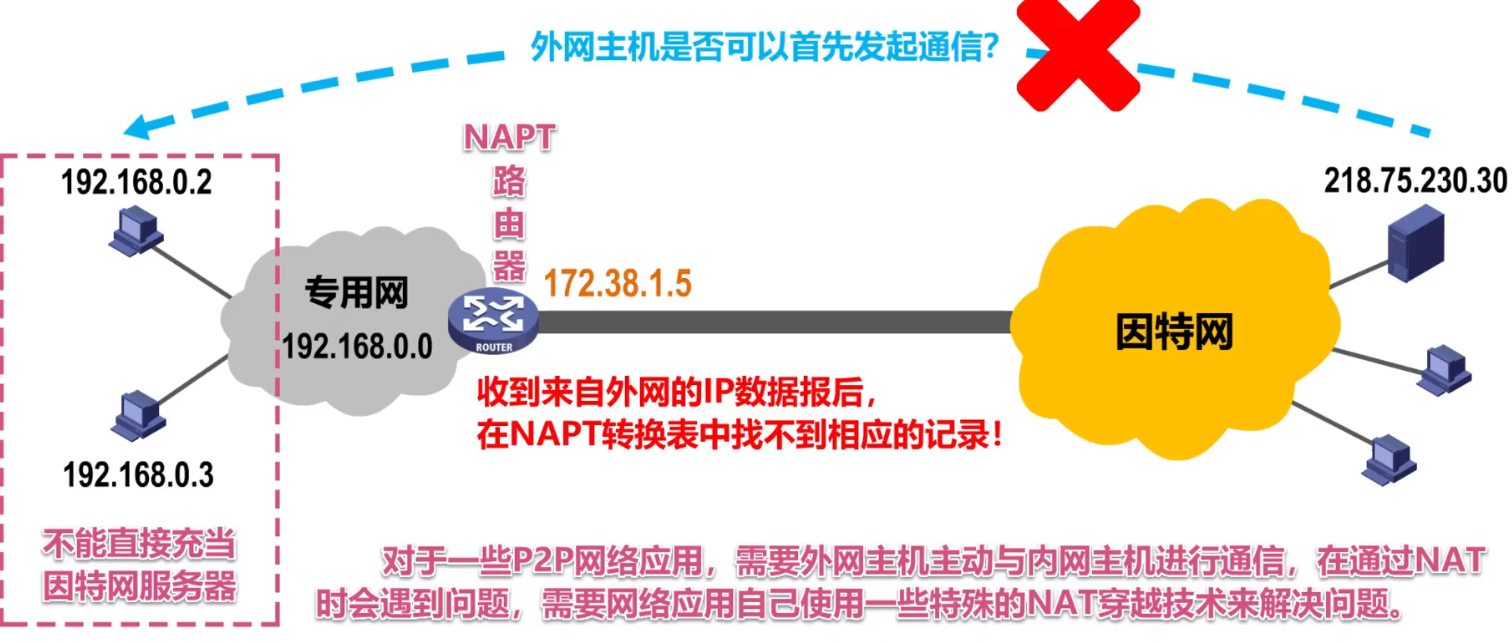 外网主机是否可以首先发起通信?
NAPT
路
由
器
192.168.0.2
218.75.230.30
172.38.1.5
专用网
192.168.0.0
ROUTER
因特网
收到来自外网的IP数据报后，
在NAPT转换表中找不到相应的记录！
192.168.0.3
不能直接充当
因特网服务器
对于一些P2P网络应用，需要外网主机主动与内网主机进行通信，在通过NAT
时会遇到问题，需要网络应用自己使用一些特殊的NAT穿越技术来解决问题。